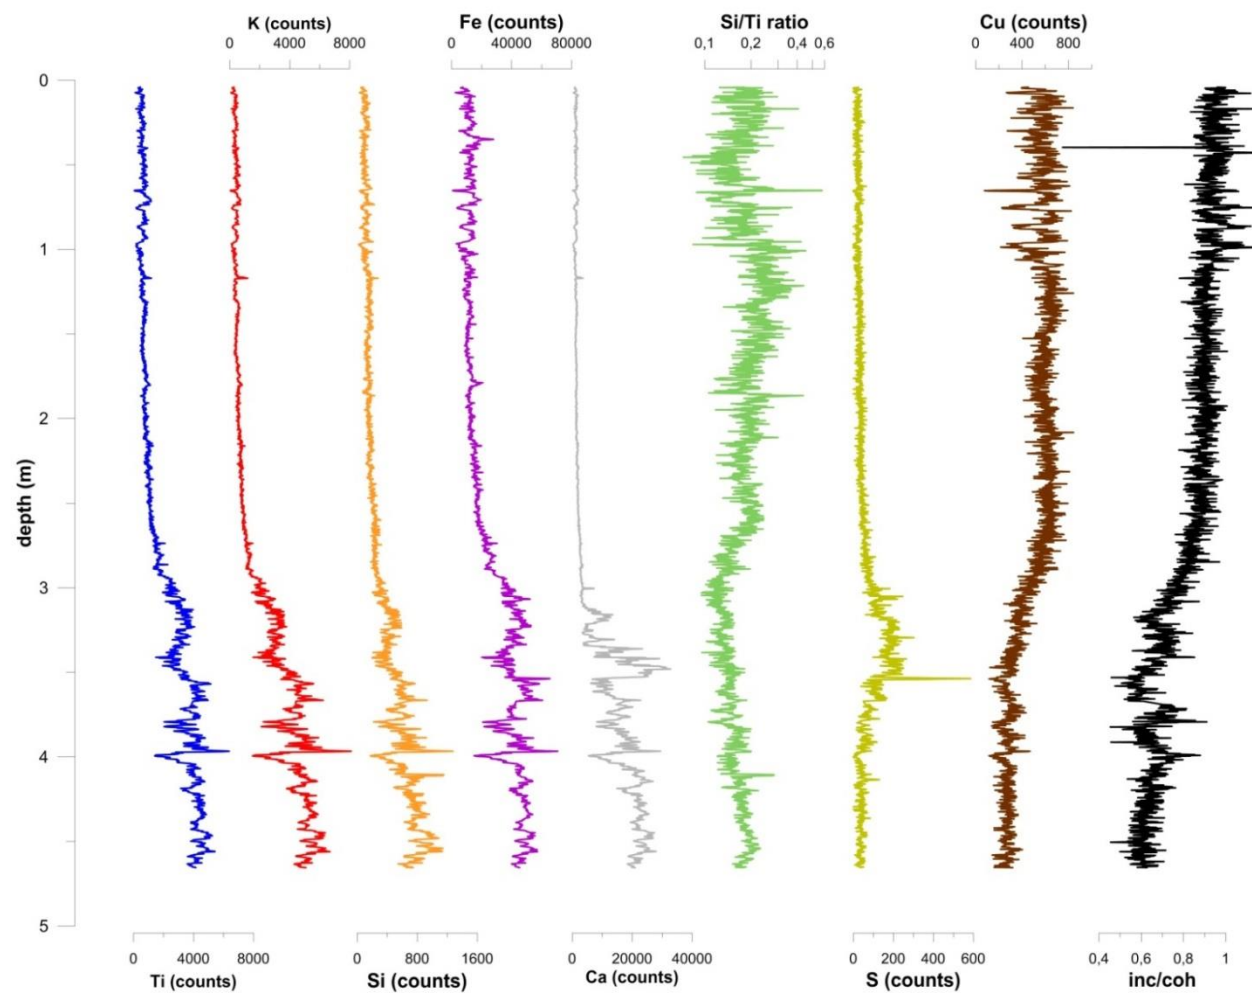 K (counts) Fe (counts) Si/Ti ratio Cu (counts)
0 4000 8000 0 40000 80000 0,1 0,2 0,4 0,6 0 400 800
0
1
2
3
4
5
depth (m)
0 4000 8000 0 800 1600 0 20000 40000 0 200 400 600 0,4 0,6 0,8 1
Ti (counts) Si (counts) Ca (counts) S (counts) inc/coh